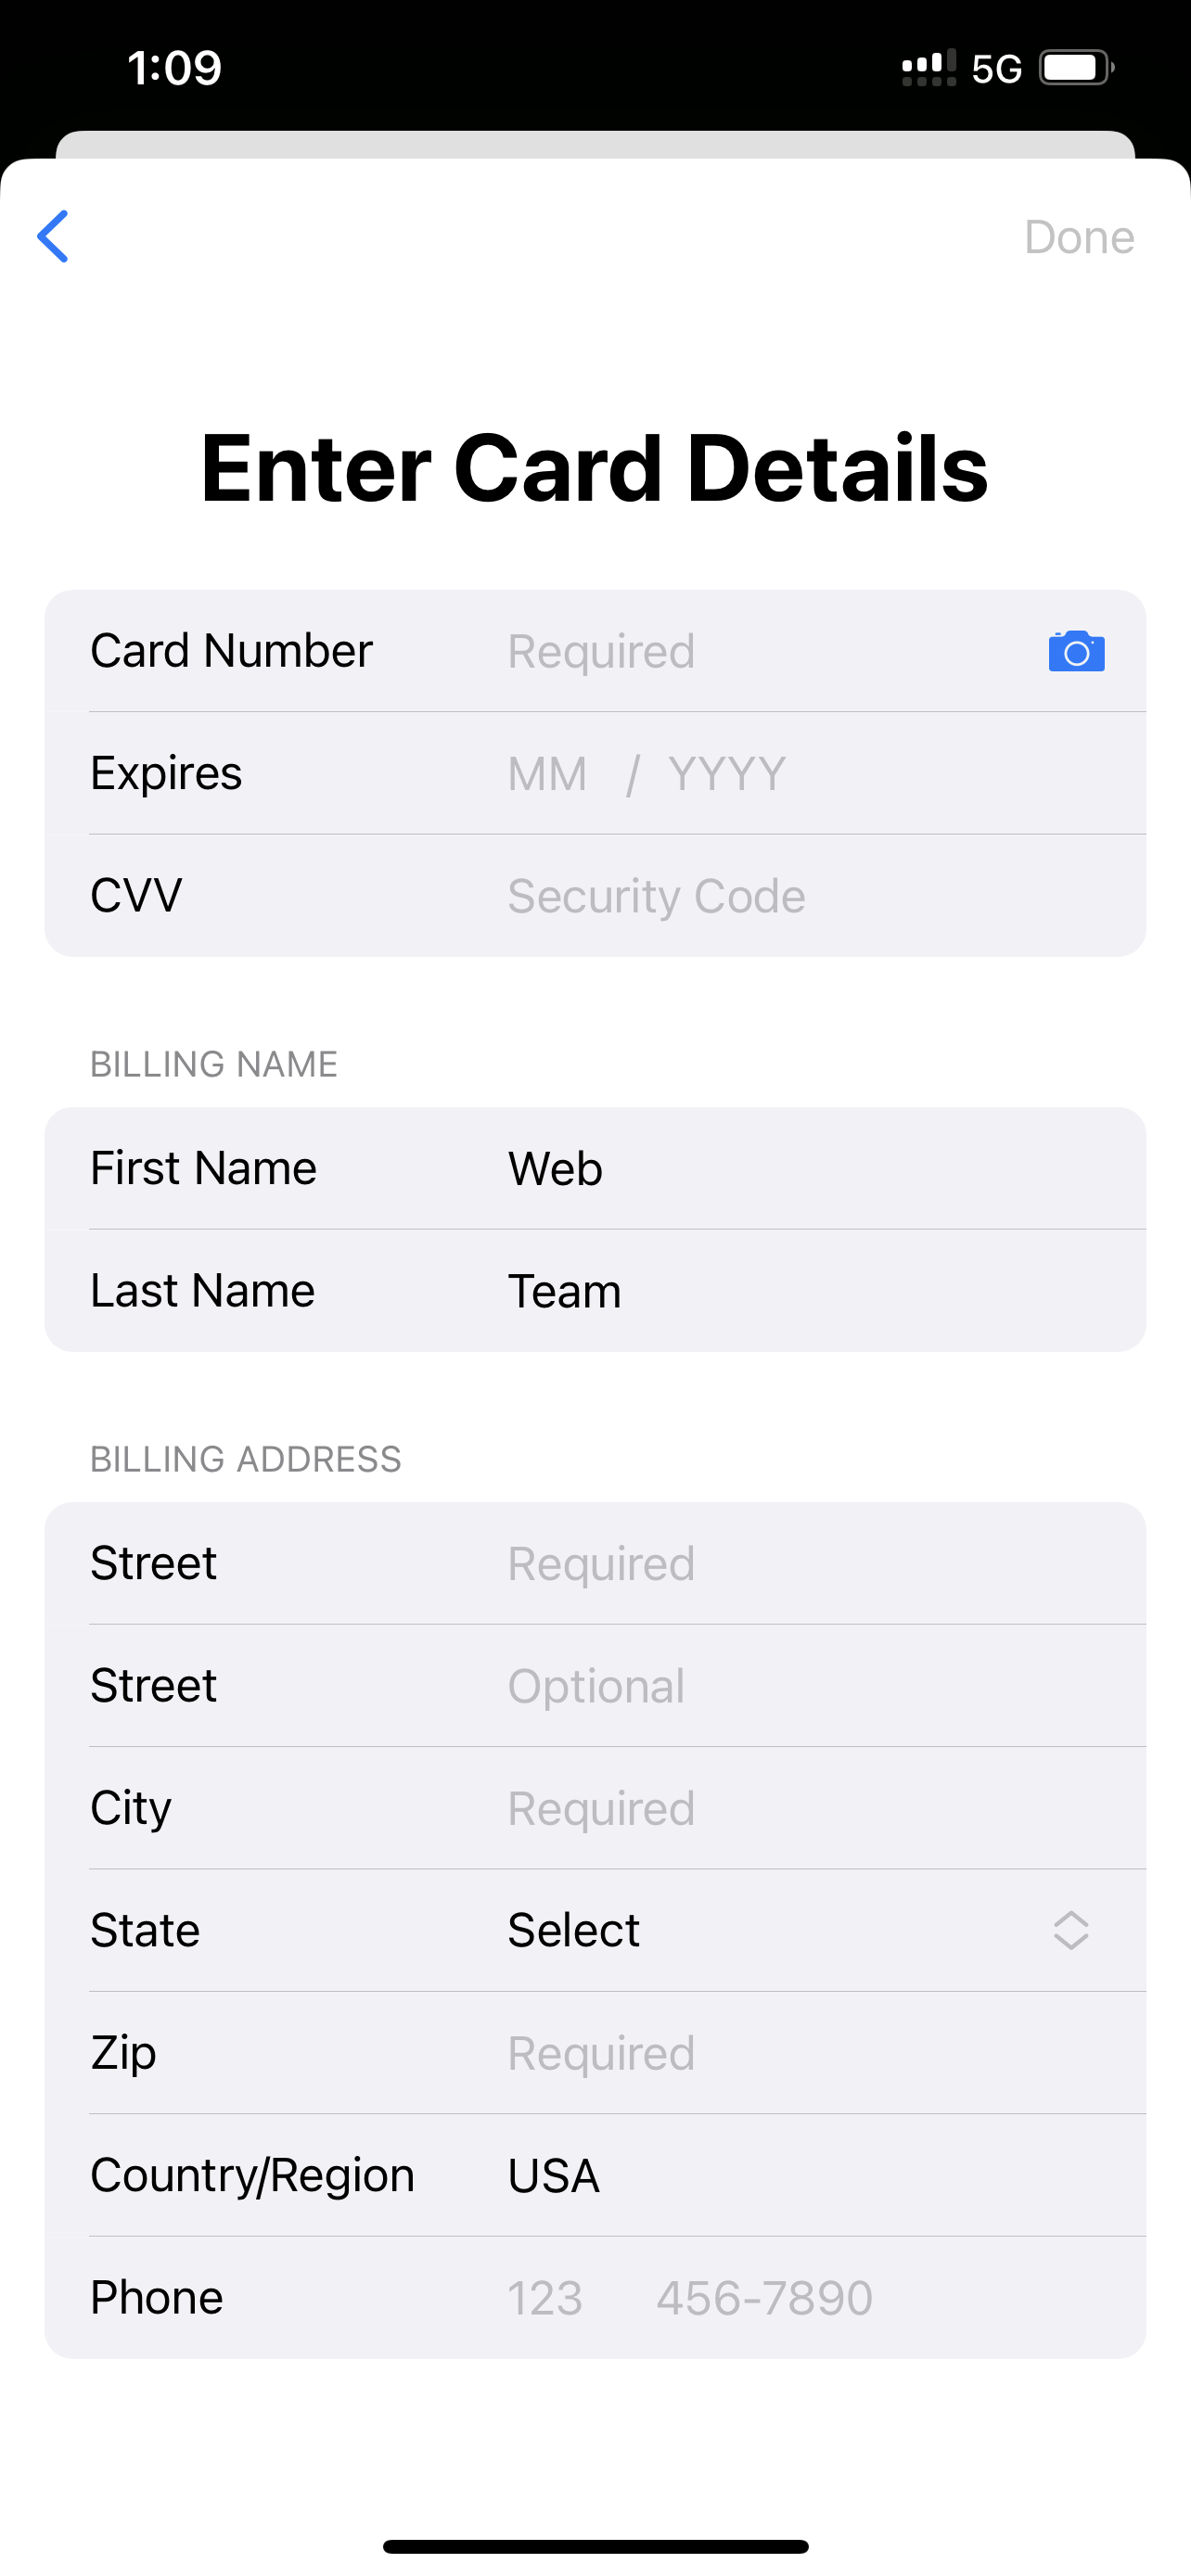 1:09 5G
Done
Enter Card Details
Card Number Required
Expires MM / YYYY
CVV Security Code
BILLING NAME
First Name Web
Last Name Team
BILLING ADDRESS
Street Required
Street Optional
City Required
State Select
Zip Required
Country/Region USA
Phone 123 456-7890